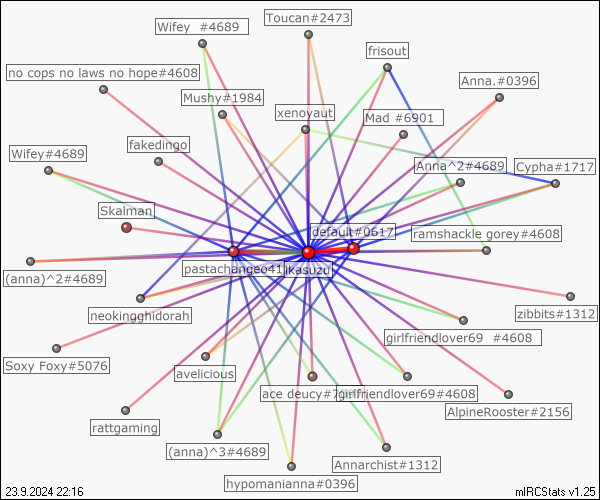 Toucan#2473
Wifey  #4689
frisout
no cops no laws no hope#4608
Anna.#0396
Mushy#1984
xenoyaut
Mad #6901
fakedingo
Wifey#4689
Anna^2#4689
Cypha#1717
Skalman
default#0617
ramshackle gorey#4608
(anna)^2#4689
pastachangeo41
ikasuzu
neokingghidorah
zibbits#1312
girlfriendlover69  #4608
Soxy Foxy#5076
avelicious
ace deucy#7
girlfriendlover69#4608
AlpineRooster#2156
rattgaming
(anna)^3#4689
Annarchist#1312
hypomanianna#0396
23.9.2024 22:16
mIRCStats v1.25